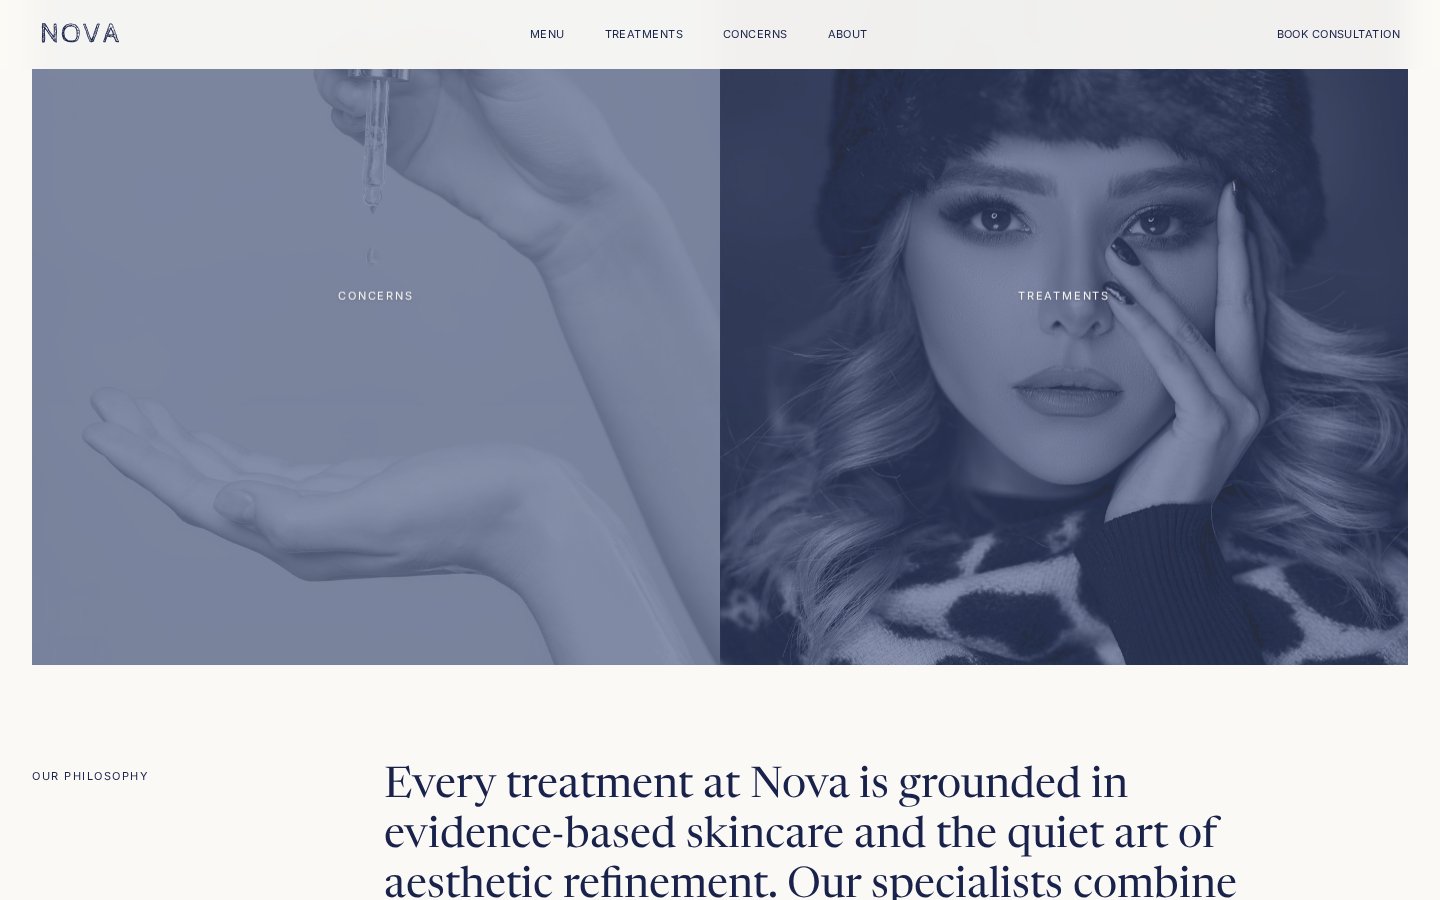 NOVA
MENU
TREATMENTS
CONCERNS
ABOUT
BOOK CONSULTATION
CONCERNS
TREATMENTS
OUR PHILOSOPHY
Every treatment at Nova is grounded in
evidence-based skincare and the quiet art of
aesthetic refinement. Our specialists combine